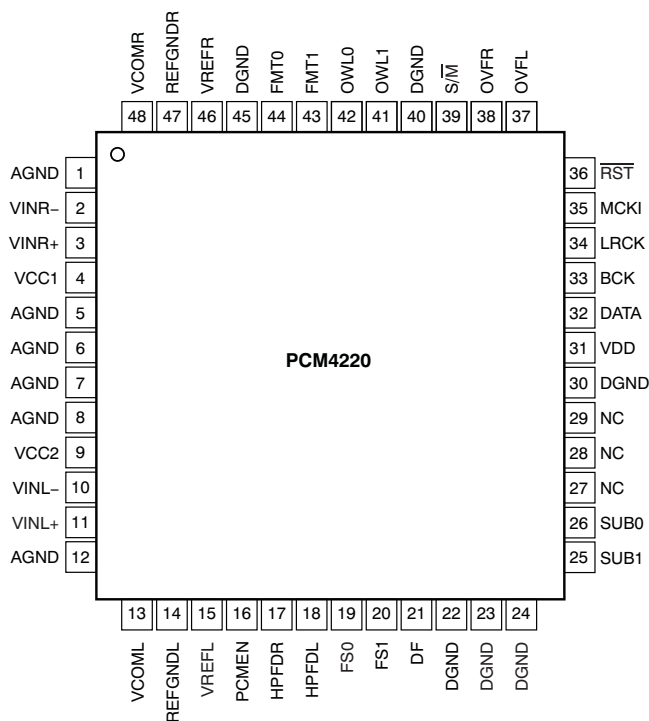 VCOMR
REFGNDR
VREFR
DGND
FMT0
FMT1
OWL0
OWL1
DGND
S/M̅
OVFR
OVFL
48 47 46 45 44 43 42 41 40 39 38 37
AGND 1
VINR− 2
VINR+ 3
VCC1 4
AGND 5
AGND 6
AGND 7
AGND 8
VCC2 9
VINL− 10
VINL+ 11
AGND 12
PCM4220
36 R̅S̅T̅
35 MCKI
34 LRCK
33 BCK
32 DATA
31 VDD
30 DGND
29 NC
28 NC
27 NC
26 SUB0
25 SUB1
13 14 15 16 17 18 19 20 21 22 23 24
VCOML
REFGNDL
VREFL
PCMEN
HPFDR
HPFDL
FS0
FS1
DF
DGND
DGND
DGND